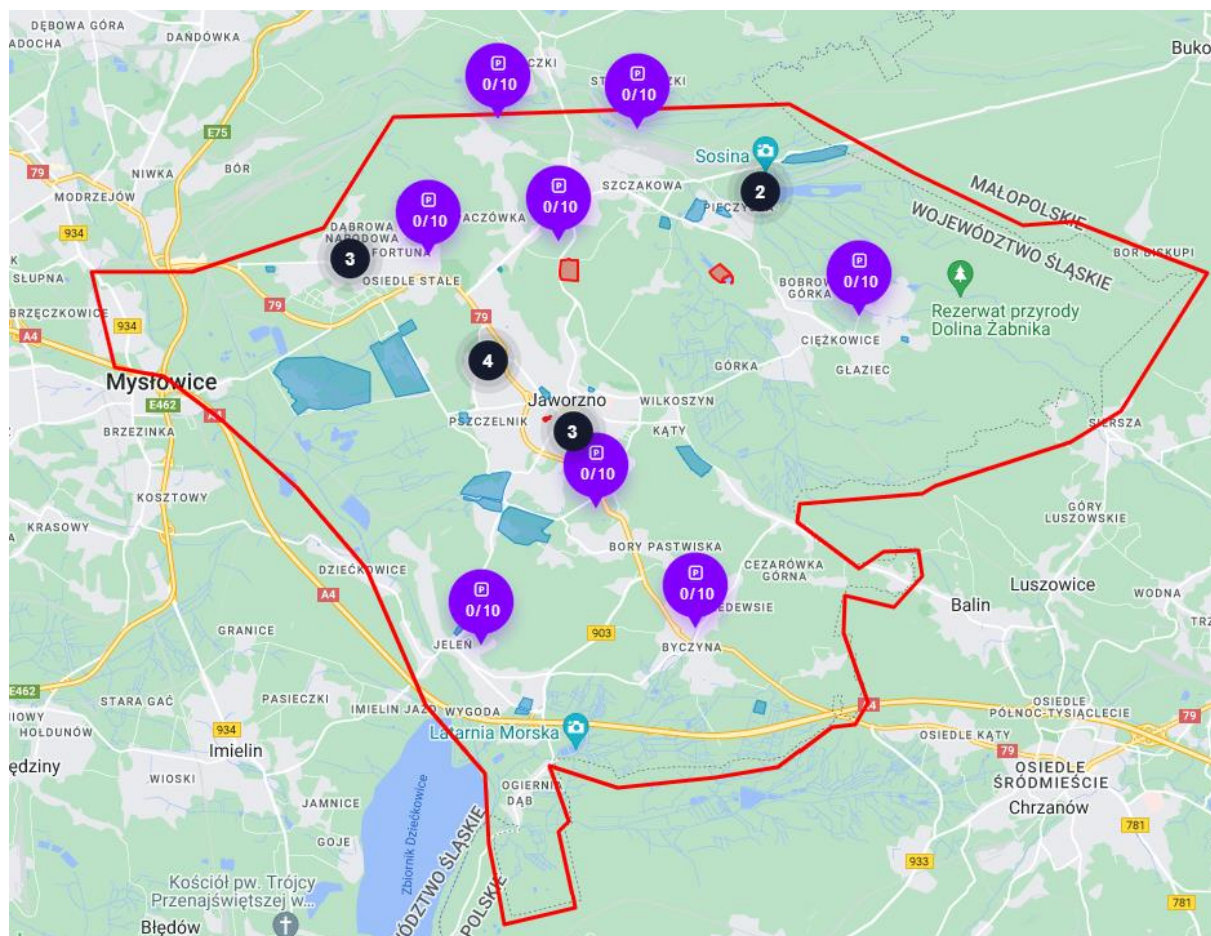 DĘBOWA GÓRA
DAŃDÓWKA
Buko
P
0/10
P
0/10
E75
BÓR
79
NIWKA
MODRZEJÓW
934
SŁUPNA
BRZĘCZKOWICE
934
A4
Mysłowice
E462
A4
BRZEZINKA
KOSZTOWY
KRASOWY
Sosina
SZCZAKOWA
2
MAŁOPOLSKIE
WOJEWÓDZTWO ŚLĄSKIE
BÓR BISKUPI
P
0/10
P
0/10
DĄBROWA
NARODOWA
FORTUNA
3
OSIEDLE STAŁE
79
79
P
0/10
CIĘŻKOWICE
Rezerwat przyrody
Dolina Żabnika
GŁAZIEC
GÓRKA
4
Jaworzno
WILKOSZYN
PSZCZELNIK
3
KĄTY
P
0/10
SIERSZA
GÓRY
LUSZOWSKIE
BORY PASTWISKA
CEZARÓWKA
GÓRNA
Luszowice
WODNA
Balin
DZIEĆKOWICE
A4
P
0/10
P
0/10
GRANICE
JELEŃ
903
BYCZYNA
E462
STARA GAĆ
PASIECZKI
IMIELIN JAZD
WYGODA
Latarnia Morska
A4
OSIEDLE
PÓŁNOC-TYSIĄCLECIE
79
HOŁDUNÓW
934
Imielin
ędziny
WIOSKI
JAMNICE
GOJE
OSIEDLE KĄTY
79
OSIEDLE
ŚRÓDMIEŚCIE
Chrzanów
OGIERNIA
DĄB
781
933
781
Zbiornik Dziećkowice
WÓDZTWO ŚLĄSKIE
POLSKIE
Kościół pw. Trójcy
Przenajświętszej w...
Błędów